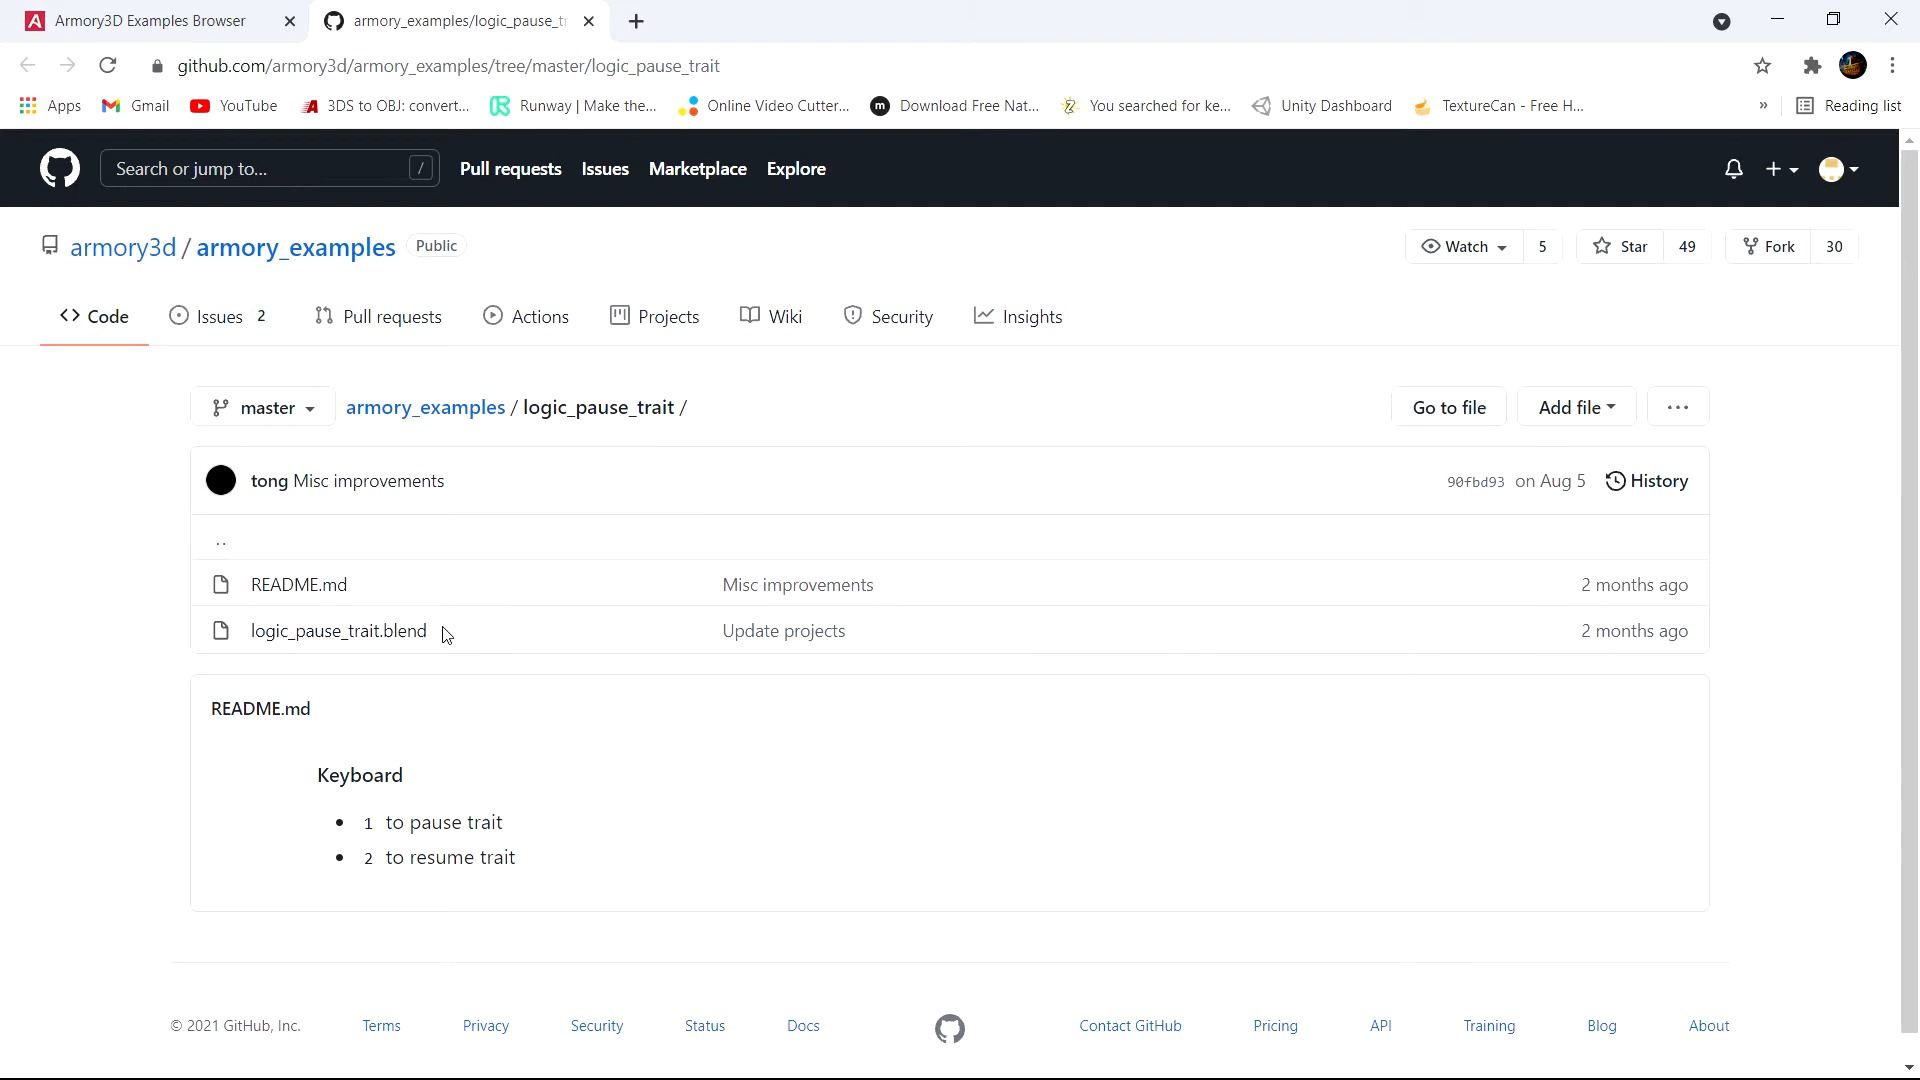 Armory3D Examples Browser
armory_examples/logic_pause_t
github.com/armory3d/armory_examples/tree/master/logic_pause_trait
Apps Gmail YouTube 3DS to OBJ: convert... Runway | Make the... Online Video Cutter... Download Free Nat... You searched for ke... Unity Dashboard TextureCan - Free H... » Reading list
Search or jump to... / Pull requests Issues Marketplace Explore
armory3d / armory_examples Public Watch 5 Star 49 Fork 30
Code Issues 2 Pull requests Actions Projects Wiki Security Insights
master armory_examples / logic_pause_trait / Go to file Add file ...
tong Misc improvements 90fbd93 on Aug 5 History
..
README.md Misc improvements 2 months ago
logic_pause_trait.blend Update projects 2 months ago
README.md
Keyboard
• 1 to pause trait
• 2 to resume trait
© 2021 GitHub, Inc. Terms Privacy Security Status Docs Contact GitHub Pricing API Training Blog About